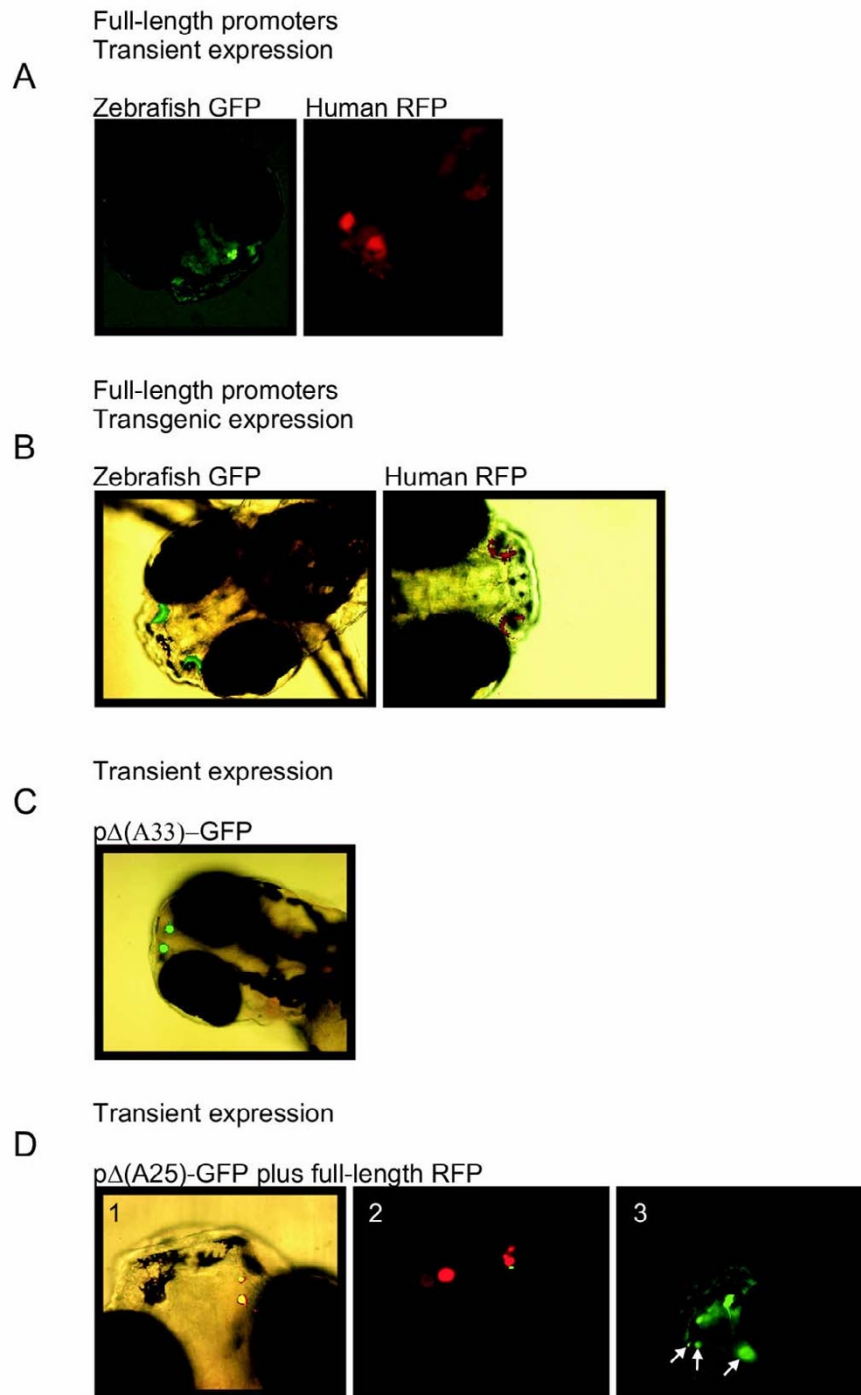 Full-length promoters
Transient expression
A
Zebrafish GFP Human RFP
Full-length promoters
Transgenic expression
B
Zebrafish GFP Human RFP
Transient expression
C
pΔ(A33)–GFP
Transient expression
D
pΔ(A25)-GFP plus full-length RFP
1 2 3